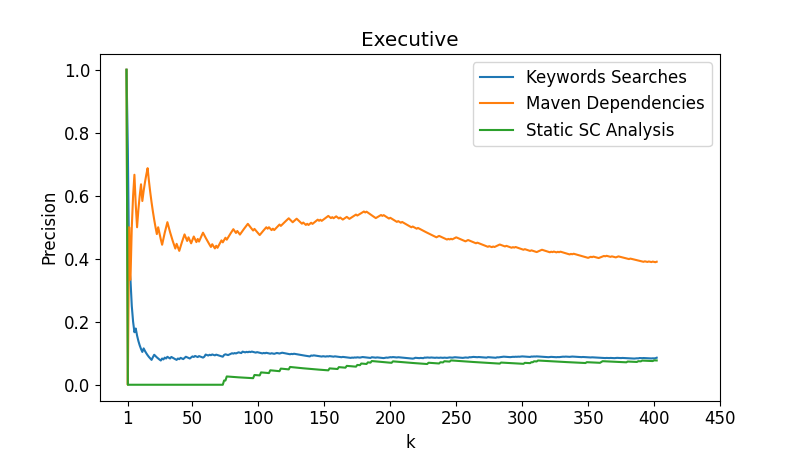 Executive
Keywords Searches
Maven Dependencies
Static SC Analysis
Precision
1.0
0.8
0.6
0.4
0.2
0.0
1 50 100 150 200 250 300 350 400 450
k